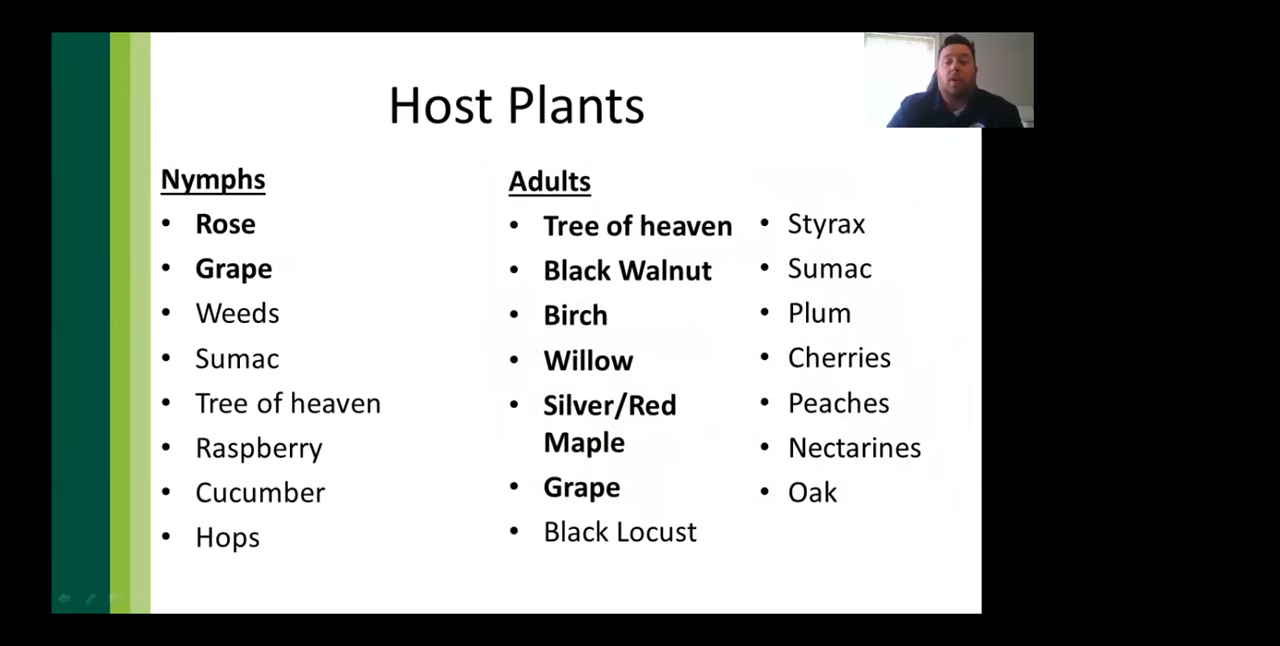 Host Plants
Nymphs
• Rose
• Grape
• Weeds
• Sumac
• Tree of heaven
• Raspberry
• Cucumber
• Hops
Adults
• Tree of heaven
• Black Walnut
• Birch
• Willow
• Silver/Red
Maple
• Grape
• Black Locust
• Styrax
• Sumac
• Plum
• Cherries
• Peaches
• Nectarines
• Oak